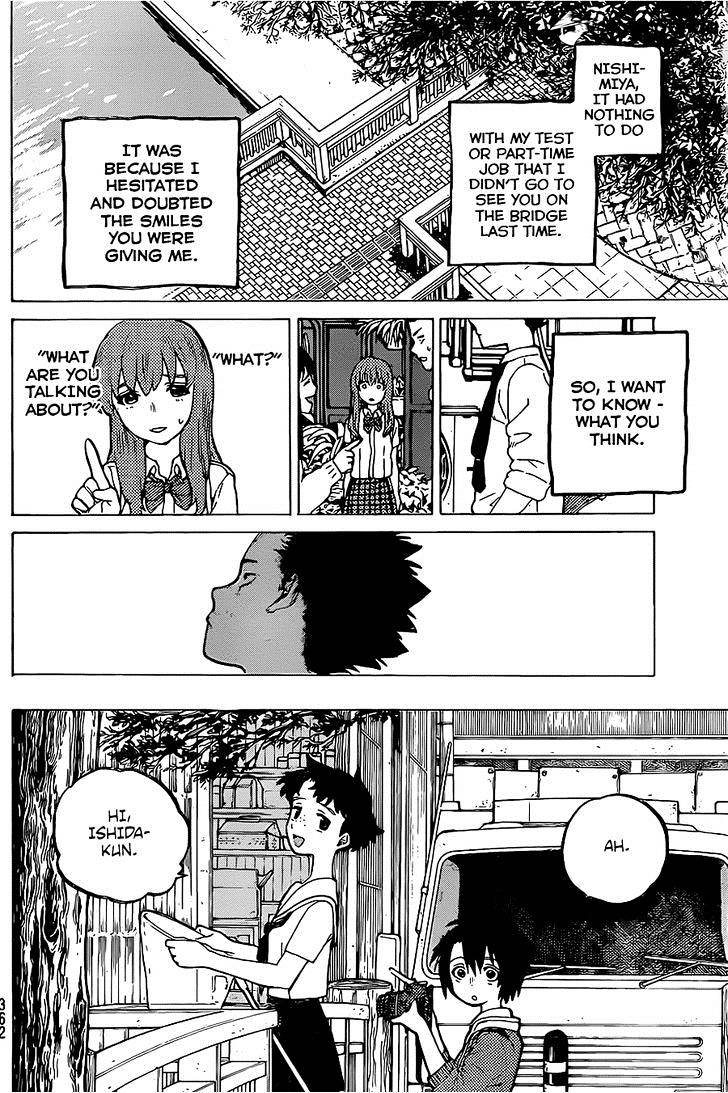 NISHI-
MIYA,
IT HAD
NOTHING
TO DO
WITH MY TEST
OR PART-TIME
JOB THAT I
DIDN'T GO TO
SEE YOU ON
THE BRIDGE
LAST TIME.
IT WAS
BECAUSE I
HESITATED
AND DOUBTED
THE SMILES
YOU WERE
GIVING ME.
SO, I WANT
TO KNOW -
WHAT YOU
THINK.
"WHAT?"
"WHAT
ARE YOU
TALKING
ABOUT?"
AH.
HI,
ISHIDA-
KUN.
362